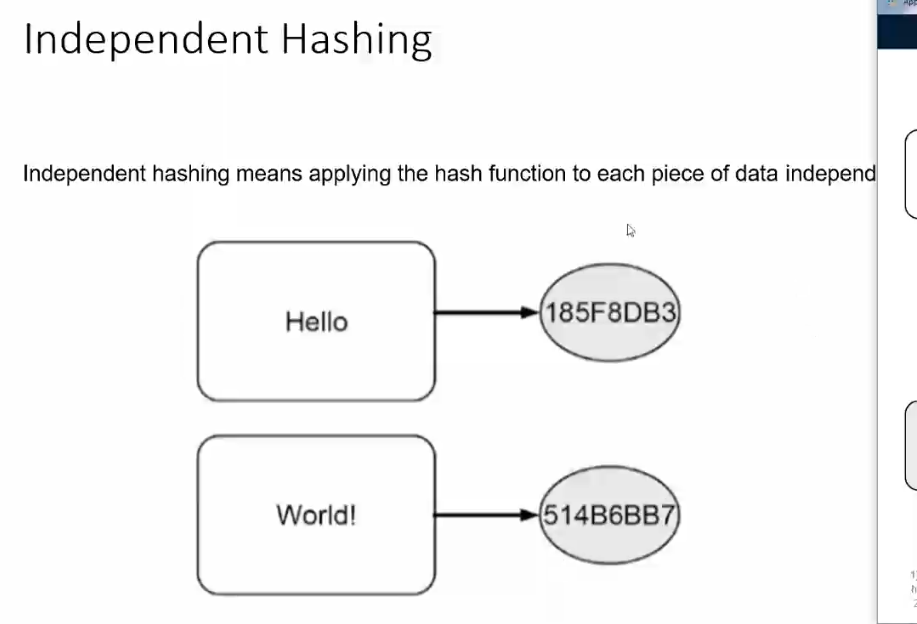 Independent Hashing
Independent hashing means applying the hash function to each piece of data independ
Hello
185F8DB3
World!
514B6BB7